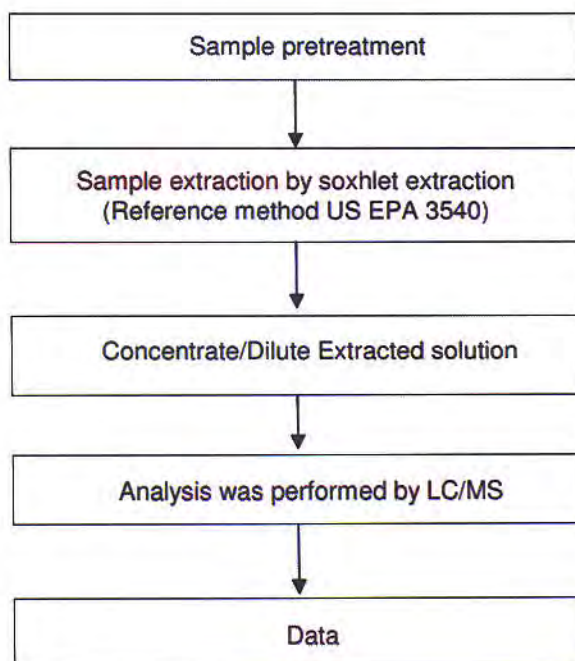 Sample pretreatment
Sample extraction by soxhlet extraction
(Reference method US EPA 3540)
Concentrate/Dilute Extracted solution
Analysis was performed by LC/MS
Data